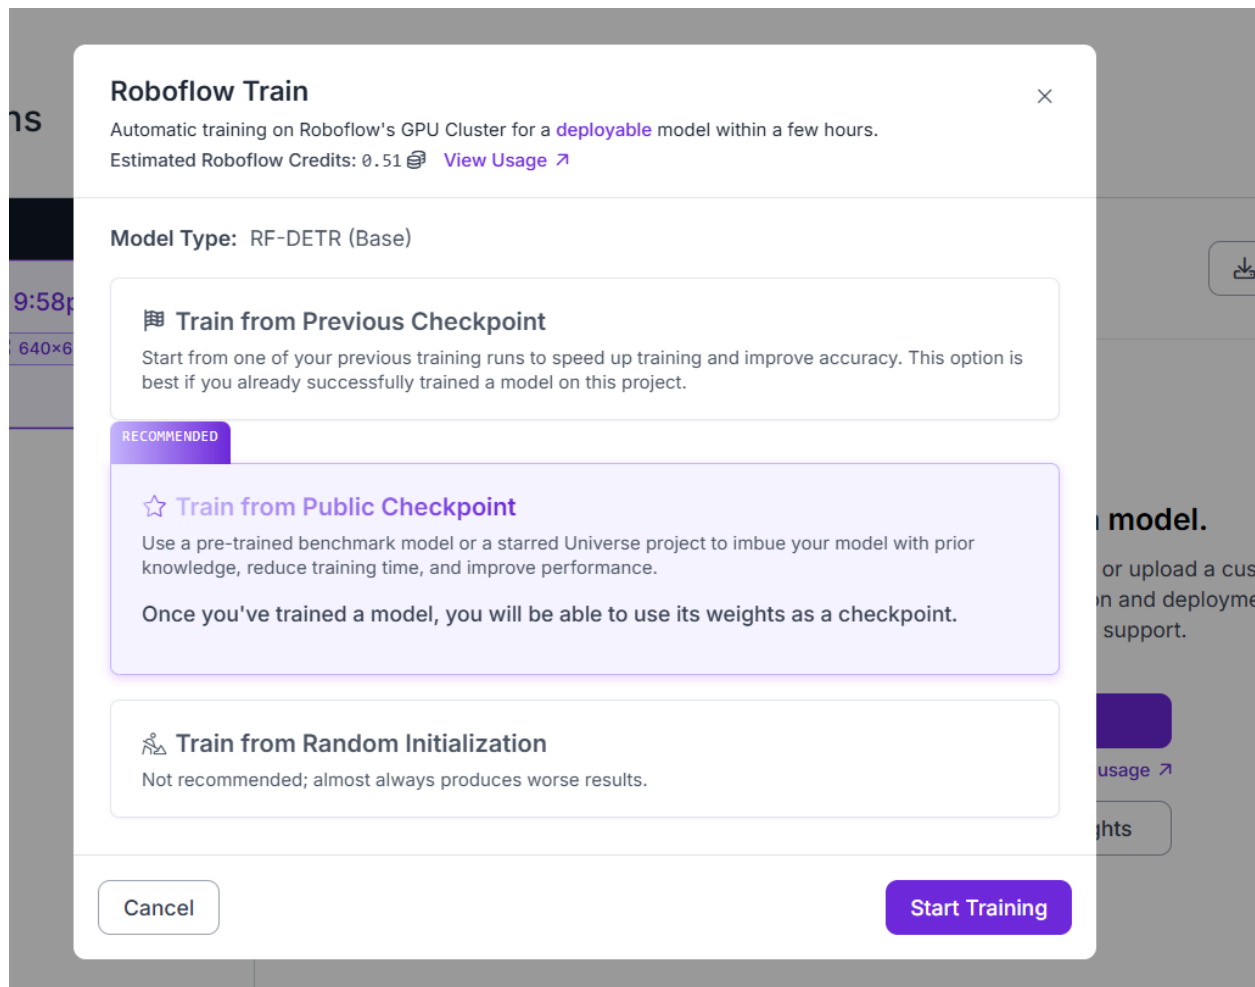 Roboflow Train
Automatic training on Roboflow's GPU Cluster for a deployable model within a few hours.
Estimated Roboflow Credits: 0.51 View Usage
Model Type: RF-DETR (Base)
9:58p
640×6
Train from Previous Checkpoint
Start from one of your previous training runs to speed up training and improve accuracy. This option is
best if you already successfully trained a model on this project.
RECOMMENDED
Train from Public Checkpoint
Use a pre-trained benchmark model or a starred Universe project to imbue your model with prior
knowledge, reduce training time, and improve performance.
Once you've trained a model, you will be able to use its weights as a checkpoint.
model.
or upload a cus
on and deployme
support.
Train from Random Initialization
Not recommended; almost always produces worse results.
usage
ghts
Cancel
Start Training